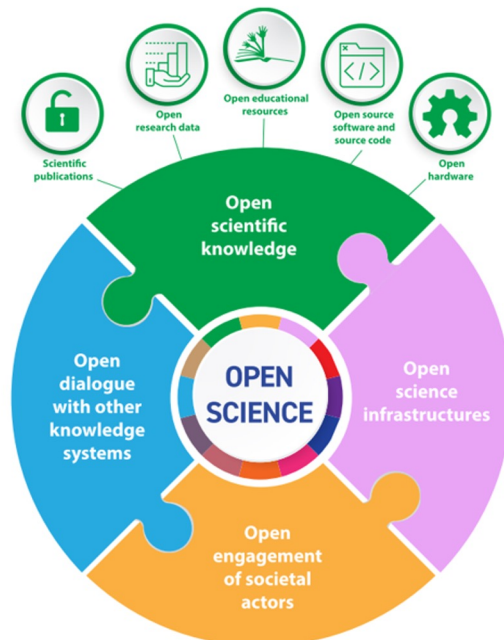 Scientific
publications
Open
research data
Open educational
resources
Open source
software and
source code
Open
hardware
Open
scientific
knowledge
Open
dialogue
with other
knowledge
systems
OPEN
SCIENCE
Open
science
infrastructures
Open
engagement
of societal
actors